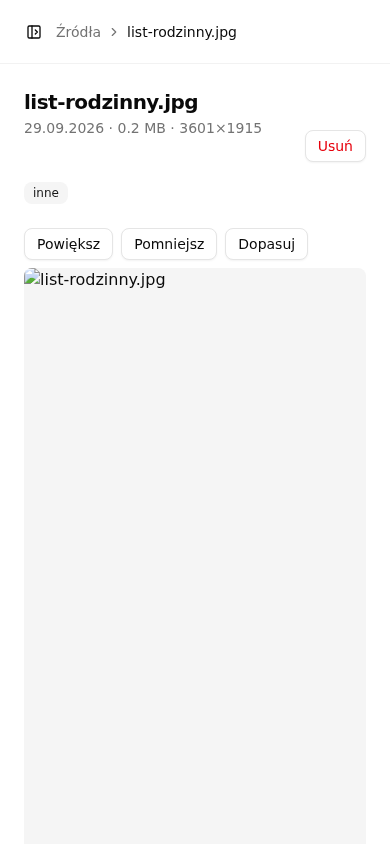 Źródła > list-rodzinny.jpg
list-rodzinny.jpg
29.09.2026 · 0.2 MB · 3601×1915
Usuń
inne
Powiększ Pomniejsz Dopasuj
list-rodzinny.jpg